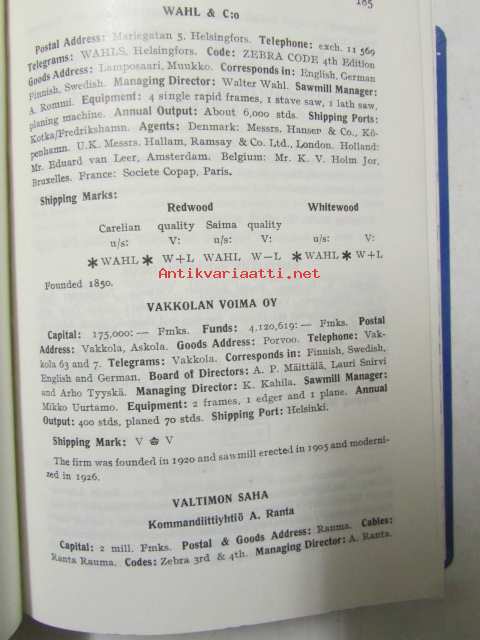 185
WAHL & C:o
Postal Address: Mariegatan 5, Helsingfors. Telephone: exch. 11 569
Telegrams: WAHLS, Helsingfors. Code: ZEBRA CODE 4th Edition
Goods Address: Lamposaari, Muukko. Corresponds in: English, German
Finnish, Swedish. Managing Director: Walter Wahl. Sawmill Manager:
A. Rommi. Equipment: 4 single rapid frames, 1 stave saw, 1 lath saw,
planing machine. Annual Output: About 6,000 stds. Shipping Ports:
Kotka/Fredrikshamn. Agents: Denmark: Messrs. Hansen & Co., Kö-
penhamn. U.K. Messrs. Hallam, Ramsay & Co. Ltd., London. Holland:
Mr. Eduard van Leer, Amsterdam. Belgium: Mr. K. V. Holm Jor,
Bruxelles. France: Societe Copap, Paris.
Shipping Marks:
Redwood Whitewood
Carelian quality Saima quality
u/s: V: u/s: V: u/s: V:
✱ WAHL ✱ W+L WAHL W—L ✱ WAHL ✱ W+L
Antikvariaatti.net
Founded 1850.
VAKKOLAN VOIMA OY
Capital: 175,000:— Fmks. Funds: 4,120,619:— Fmks. Postal
Address: Vakkola, Askola. Goods Address: Porvoo. Telephone: Vak-
kola 63 and 7. Telegrams: Vakkola. Corresponds in: Finnish, Swedish,
English and German. Board of Directors: A. P. Määttälä, Lauri Snirvi
and Arho Tyyskä. Managing Director: K. Kahila. Sawmill Manager:
Mikko Uurtamo. Equipment: 2 frames, 1 edger and 1 plane. Annual
Output: 400 stds, planed 70 stds. Shipping Port: Helsinki.
Shipping Mark: V V
The firm was founded in 1920 and sawmill erected in 1905 and moderni-
zed in 1926.
VALTIMON SAHA
Kommandiittiyhtiö A. Ranta
Capital: 2 mill. Fmks. Postal & Goods Address: Rauma. Cables:
Ranta Rauma. Codes: Zebra 3rd & 4th. Managing Director: A. Ranta.